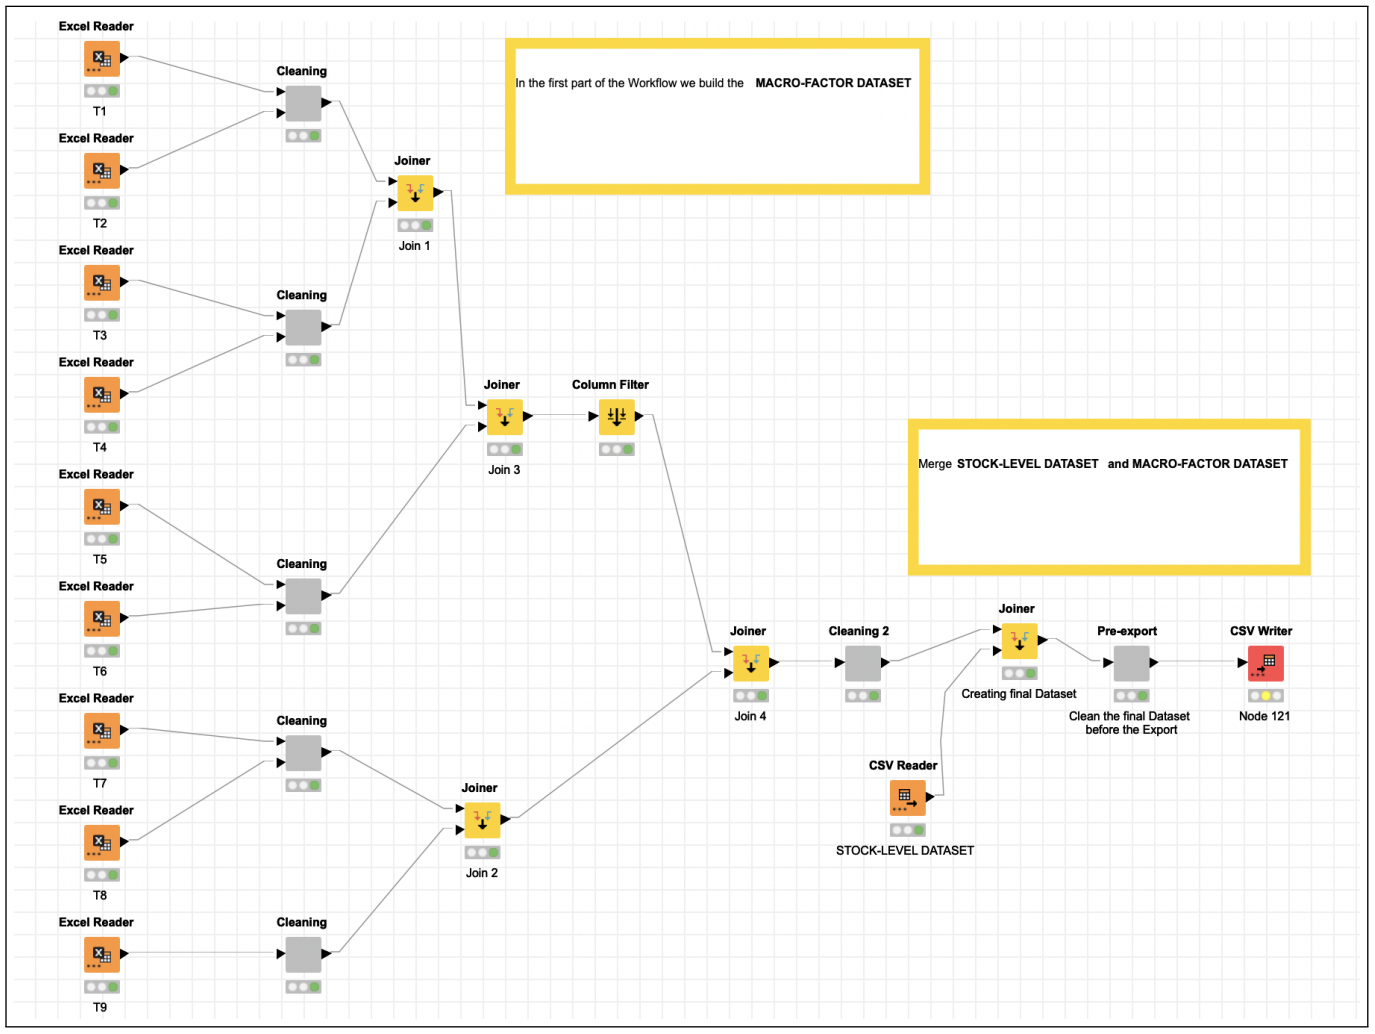 Excel Reader
T1
Excel Reader
T2
Excel Reader
T3
Excel Reader
T4
Excel Reader
T5
Excel Reader
T6
Excel Reader
T7
Excel Reader
T8
Excel Reader
T9
Cleaning
Cleaning
Cleaning
Cleaning
Cleaning
Joiner
Join 1
Joiner
Join 3
Joiner
Join 2
Column Filter
In the first part of the Workflow we build the MACRO-FACTOR DATASET
Merge STOCK-LEVEL DATASET and MACRO-FACTOR DATASET
Joiner
Join 4
Cleaning 2
CSV Reader
STOCK-LEVEL DATASET
Joiner
Creating final Dataset
Pre-export
Clean the final Dataset
before the Export
CSV Writer
Node 121